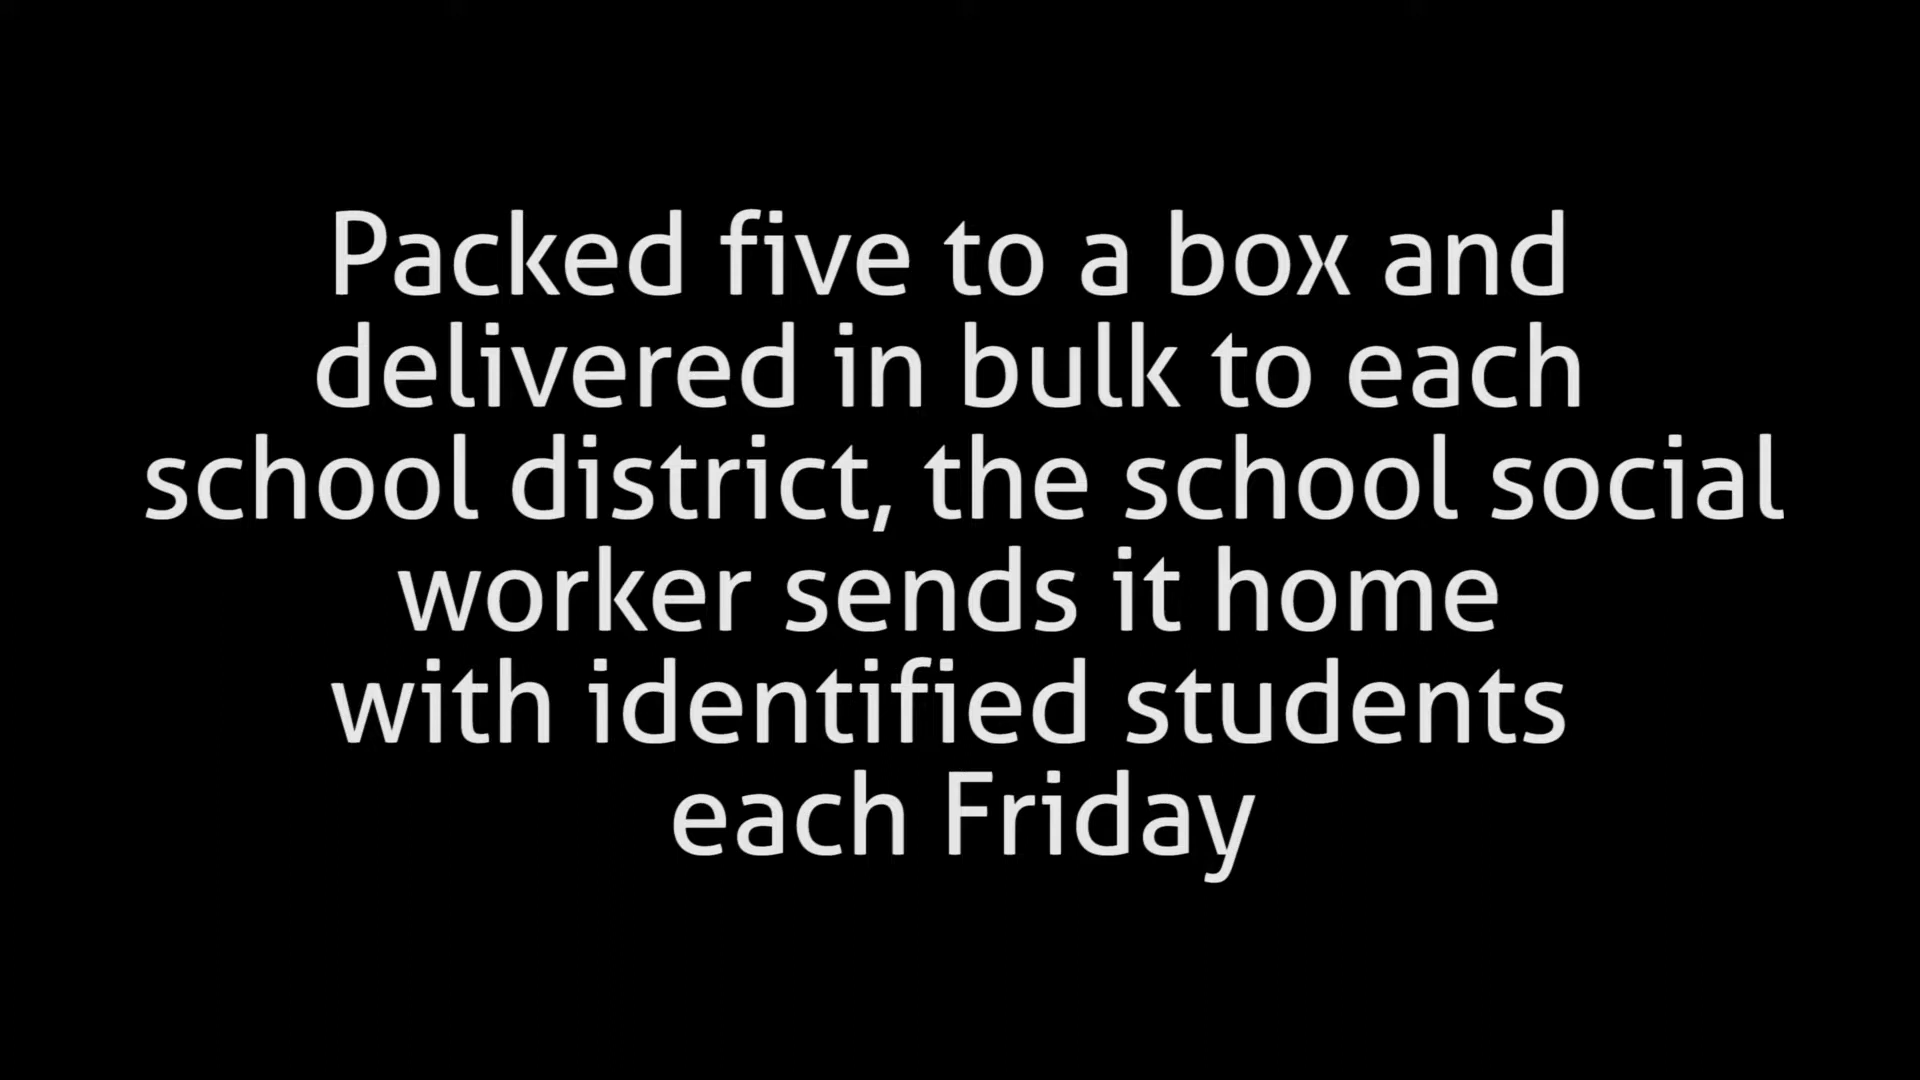 Packed five to a box and
delivered in bulk to each
school district, the school social
worker sends it home
with identified students
each Friday